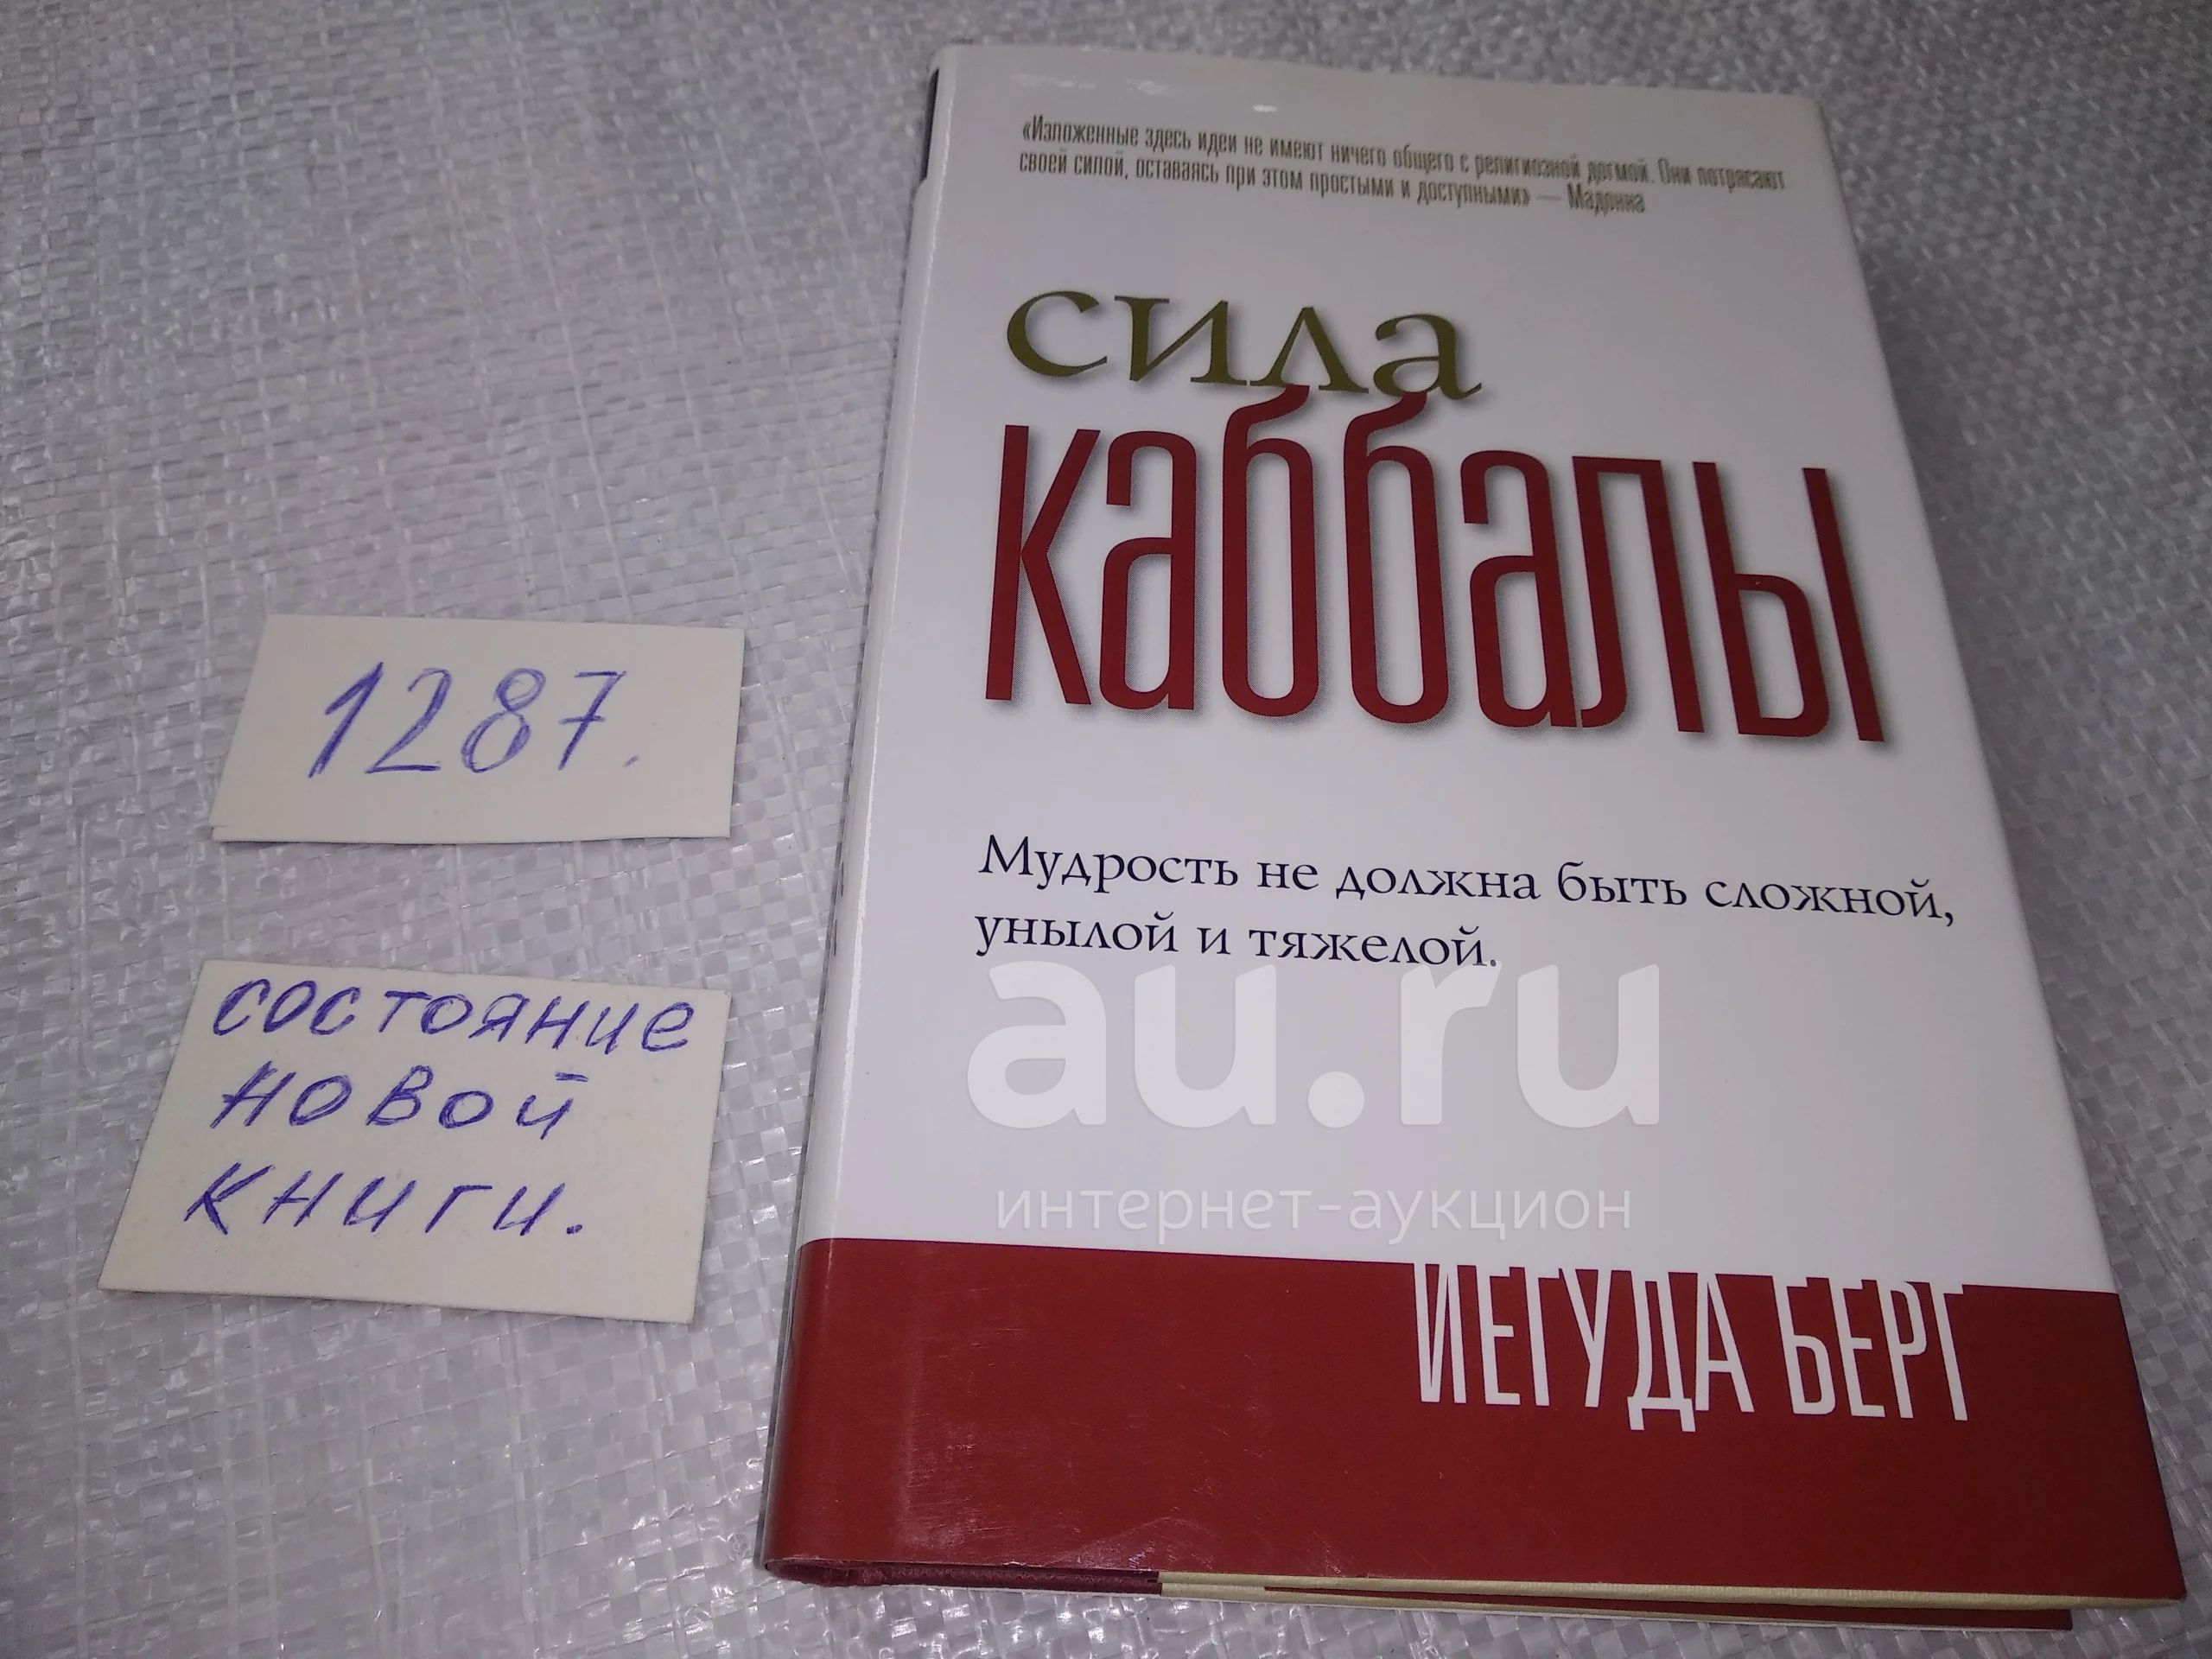 «Изложенные здесь идеи не имеют ничего общего с религиозной догмой. Они потрясают
своей силой, оставаясь при этом простыми и доступными» — Мадонна
сила
каббалы
Мудрость не должна быть сложной,
унылой и тяжелой.
au.ru
интернет-аукцион
ИЕГУДА БЕРГ
1287.
состояние
новой
книги.